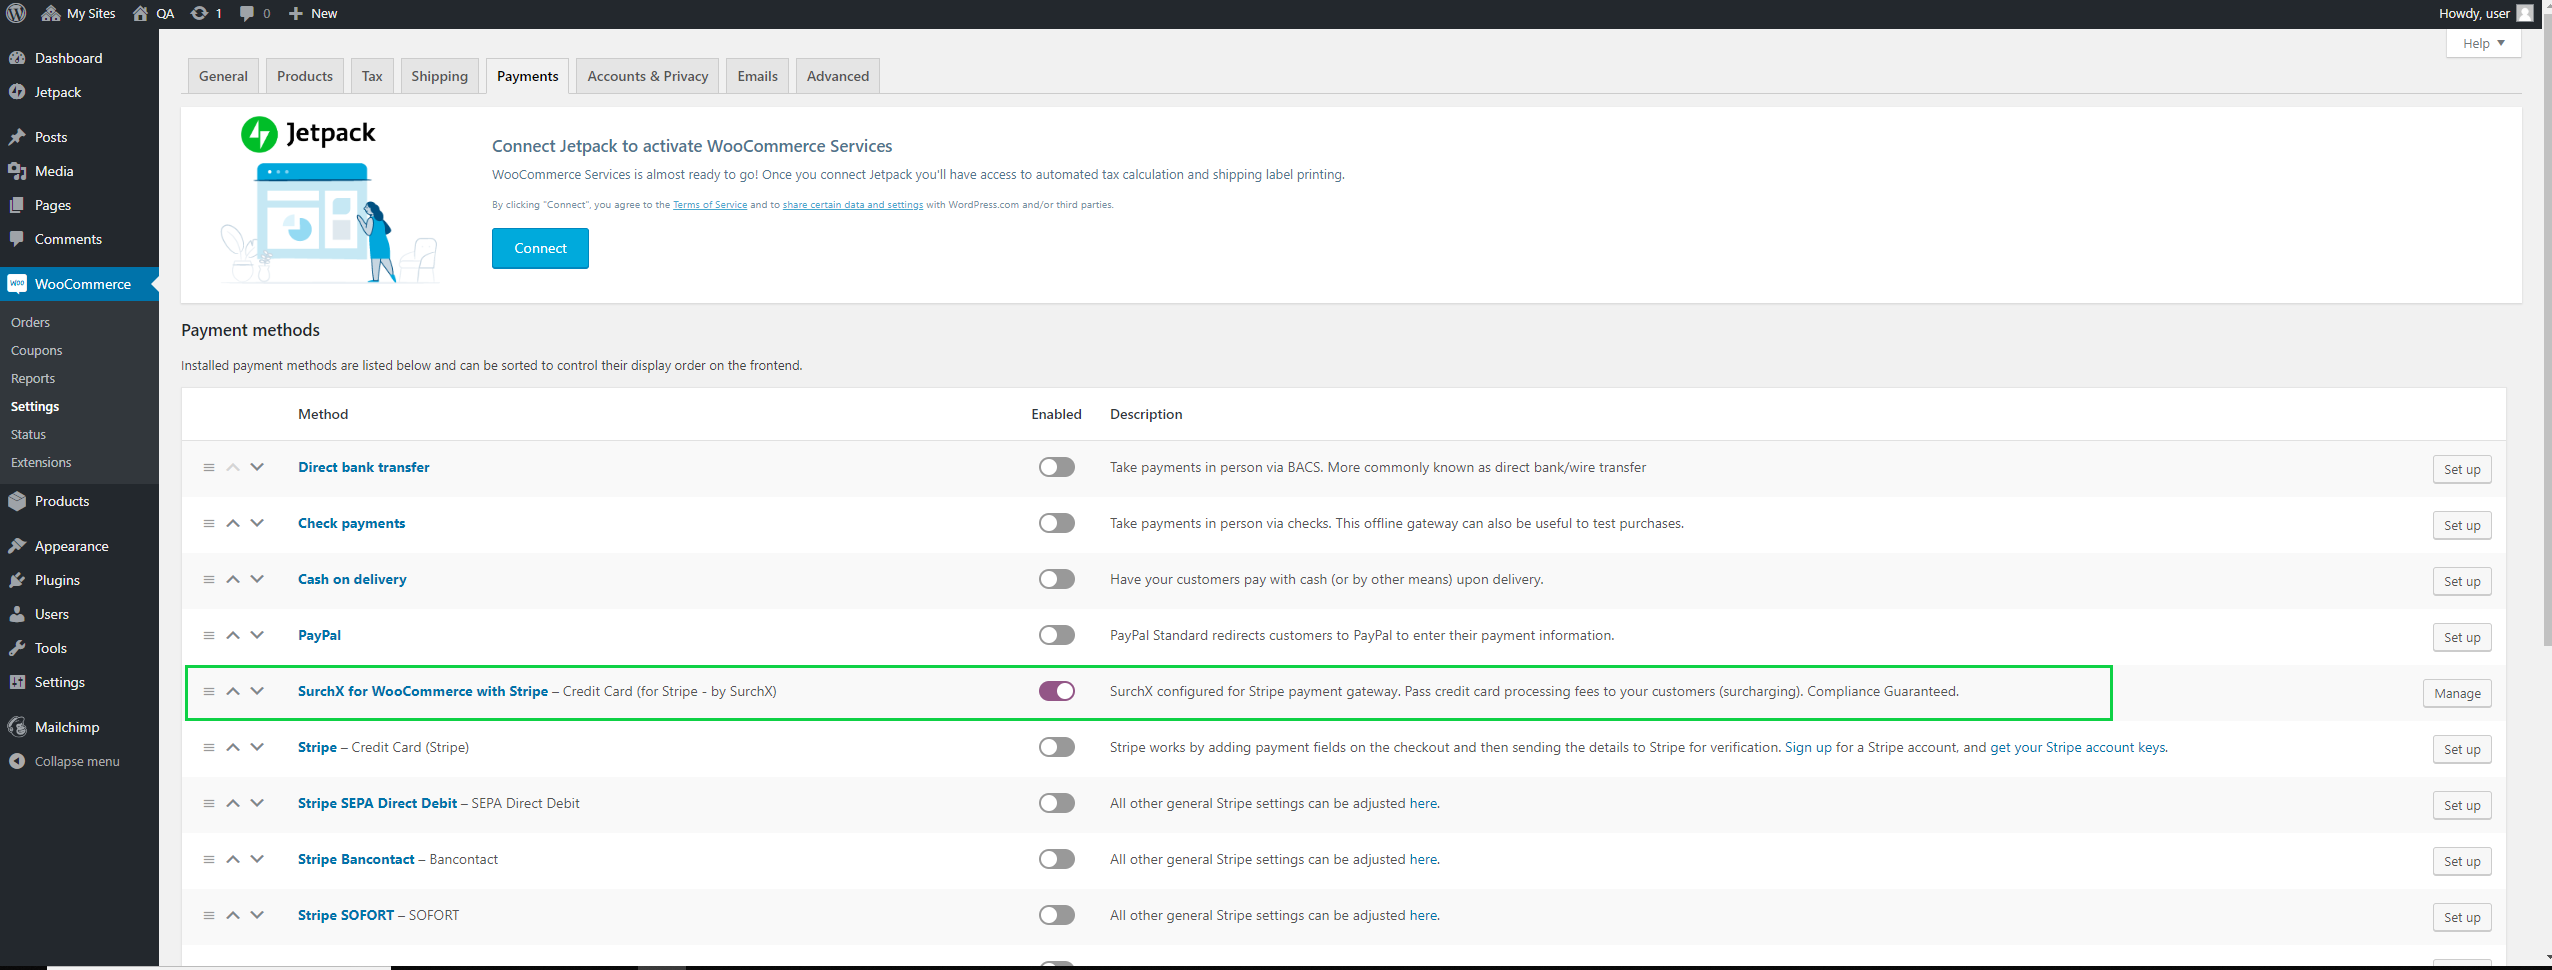 My Sites QA 1 0 New Howdy, user
Help
Dashboard
Jetpack
Posts
Media
Pages
Comments
WooCommerce
Orders
Coupons
Reports
Settings
Status
Extensions
Products
Appearance
Plugins
Users
Tools
Settings
Mailchimp
Collapse menu
General Products Tax Shipping Payments Accounts & Privacy Emails Advanced
Jetpack
Connect Jetpack to activate WooCommerce Services
WooCommerce Services is almost ready to go! Once you connect Jetpack you'll have access to automated tax calculation and shipping label printing.
By clicking "Connect", you agree to the Terms of Service and to share certain data and settings with WordPress.com and/or third parties.
Connect
Payment methods
Installed payment methods are listed below and can be sorted to control their display order on the frontend.
Method Enabled Description
Direct bank transfer Take payments in person via BACS. More commonly known as direct bank/wire transfer Set up
Check payments Take payments in person via checks. This offline gateway can also be useful to test purchases. Set up
Cash on delivery Have your customers pay with cash (or by other means) upon delivery. Set up
PayPal PayPal Standard redirects customers to PayPal to enter their payment information. Set up
SurchX for WooCommerce with Stripe – Credit Card (for Stripe - by SurchX) SurchX configured for Stripe payment gateway. Pass credit card processing fees to your customers (surcharging). Compliance Guaranteed. Manage
Stripe – Credit Card (Stripe) Stripe works by adding payment fields on the checkout and then sending the details to Stripe for verification. Sign up for a Stripe account, and get your Stripe account keys. Set up
Stripe SEPA Direct Debit – SEPA Direct Debit All other general Stripe settings can be adjusted here. Set up
Stripe Bancontact – Bancontact All other general Stripe settings can be adjusted here. Set up
Stripe SOFORT – SOFORT All other general Stripe settings can be adjusted here. Set up